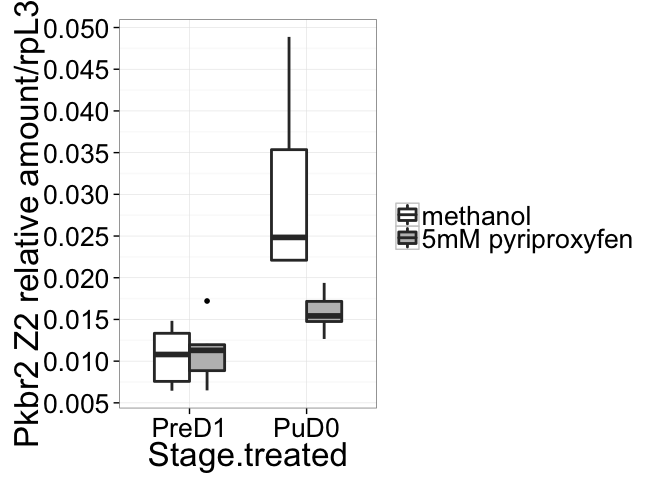 Pkbr2 Z2 relative amount/rpL3
0.050
0.045
0.040
0.035
0.030
0.025
0.020
0.015
0.010
0.005
PreD1 PuD0
Stage.treated
methanol
5mM pyriproxyfen